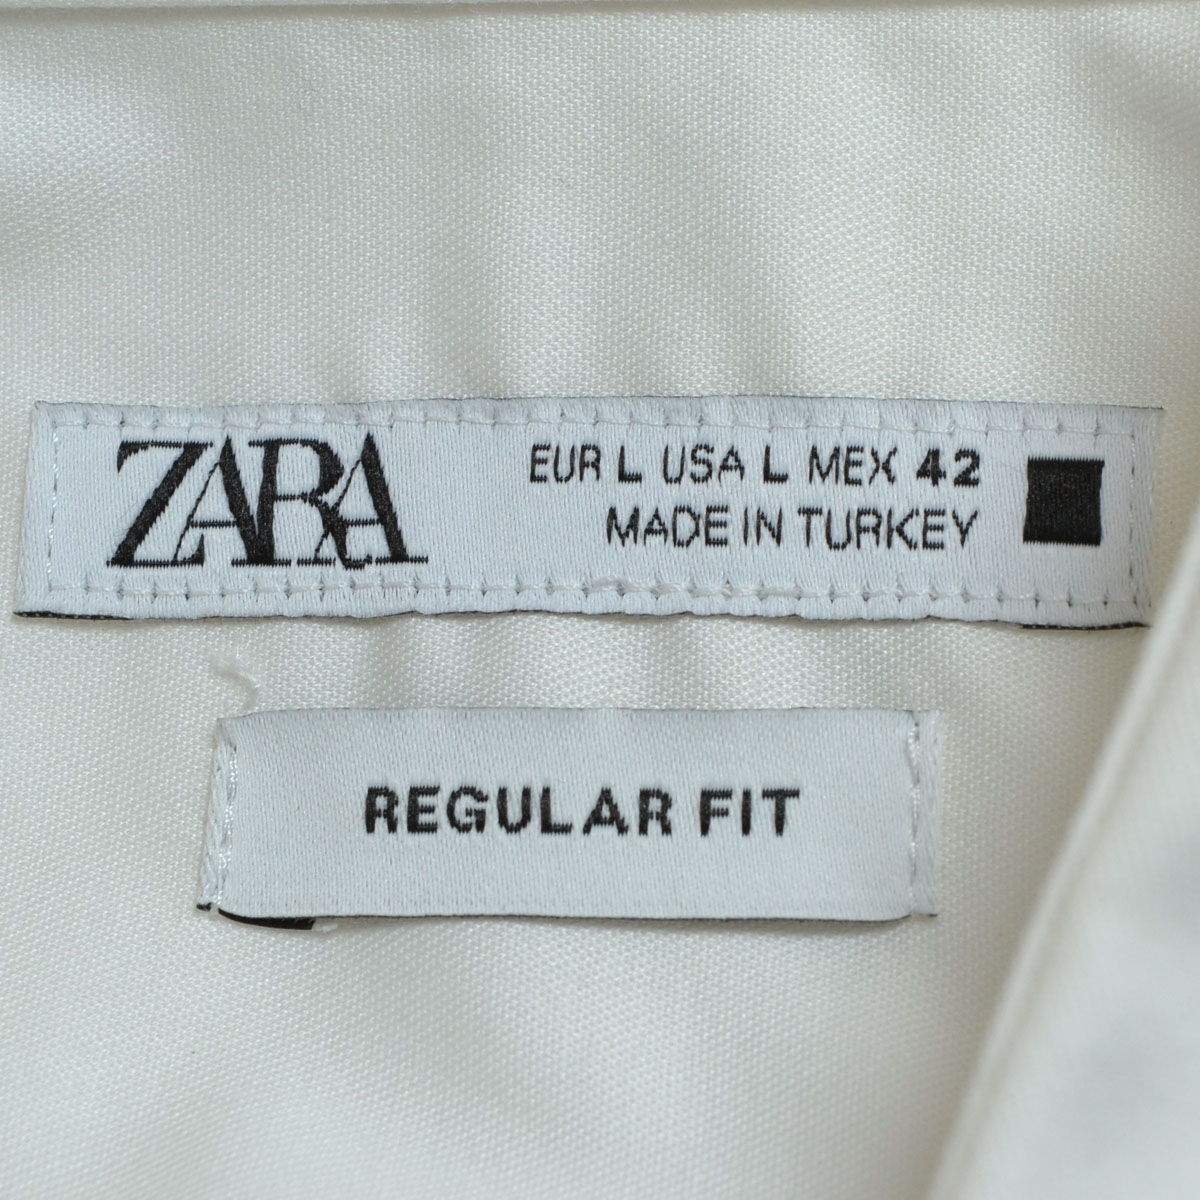 ZARA
EUR L USA L MEX 42
MADE IN TURKEY
REGULAR FIT